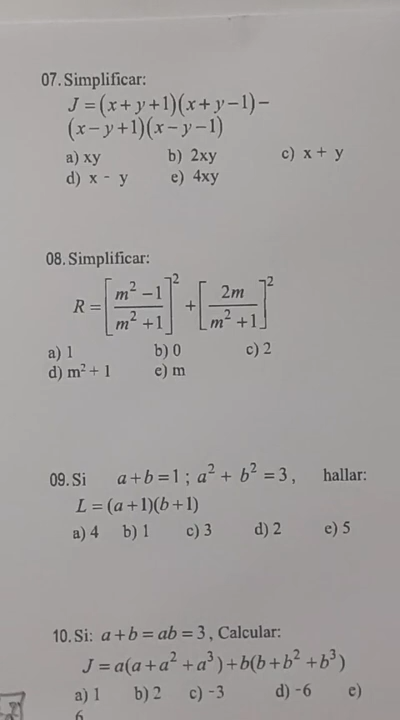 07. Simplificar:
J = (x + y + 1)(x + y − 1) −
(x − y + 1)(x − y − 1)
a) xy b) 2xy c) x + y
d) x - y e) 4xy
08. Simplificar:
R = [(m² − 1)/(m² + 1)]² + [2m/(m² + 1)]²
a) 1 b) 0 c) 2
d) m² + 1 e) m
09. Si a + b = 1 ; a² + b² = 3 , hallar:
L = (a + 1)(b + 1)
a) 4 b) 1 c) 3 d) 2 e) 5
10. Si: a + b = ab = 3 , Calcular:
J = a(a + a² + a³) + b(b + b² + b³)
a) 1 b) 2 c) -3 d) -6 e)
6